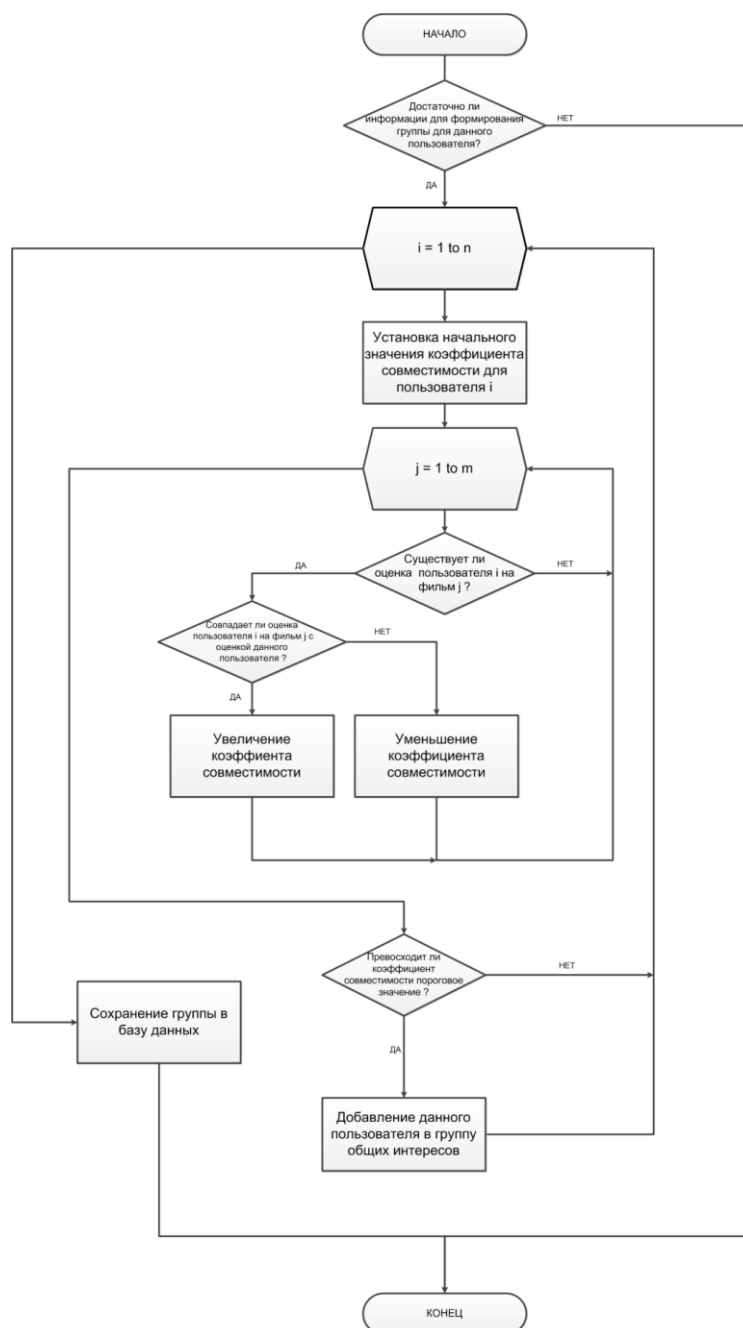 НАЧАЛО
Достаточно ли
информации для формирования
группы для данного
пользователя?
НЕТ
ДА
i = 1 to n
Установка начального
значения коэффициента
совместимости для
пользователя i
j = 1 to m
Существует ли
оценка пользователя i на
фильм j ?
ДА
НЕТ
Совпадает ли оценка
пользователя i на фильм j с
оценкой данного
пользователя ?
НЕТ
ДА
Увеличение
коэффиента
совместимости
Уменьшение
коэффициента
совместимости
Превосходит ли
коэффициент
совместимости пороговое
значение ?
НЕТ
ДА
Сохранение группы в
базу данных
Добавление данного
пользователя в группу
общих интересов
КОНЕЦ